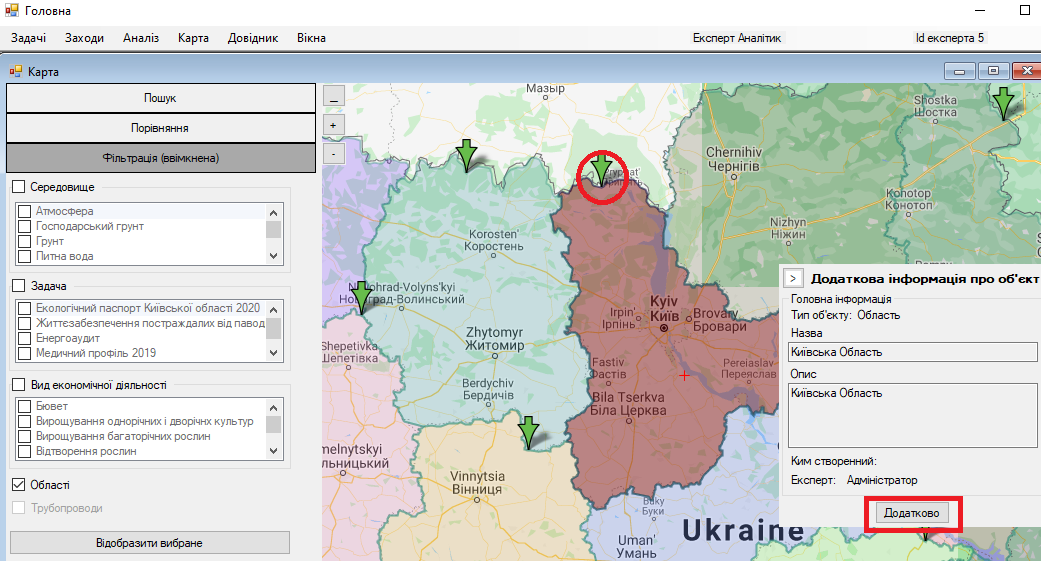 Головна
Задачі Заходи Аналіз Карта Довідник Вікна Експерт Аналітик Id експерта 5
Карта
Пошук
Порівняння
Фільтрація (ввімкнена)
Середовище
Атмосфера
Господарський грунт
Грунт
Питна вода
Задача
Екологічний паспорт Київської області 2020
Життєзабезпечення постраждалих від павод
Енергоаудит
Медичний профіль 2019
Вид економічної діяльності
Бювет
Вирощування однорічних і дворічнх культур
Вирощування багаторічних рослин
Відтворення рослин
Області
Трубопроводи
Відобразити вибране
_
+
-
Мазыр
Shostka
Шостка
Chernihiv
Чернігів
Konotop
Конотоп
Nizhyn
Ніжин
Korosten'
Коростень
Новоград-Волинський
Zhytomyr
Житомир
Shepetivka
Шепетівка
Berdychiv
Бердичів
Kyiv
Київ
Irpin'
Ірпінь
Brovary
Бровари
Fastiv
Фастів
Pereiaslav
Переяслав
Bila Tserkva
Біла Церква
melnytskyi
льницький
Vinnytsia
Вінниця
Buky
Буки
Uman'
Умань
Ukraine
> Додаткова інформація про об'єкт
Головна інформація
Тип об'єкту: Область
Назва
Київська Область
Опис
Київська Область
Ким створенний:
Експерт: Адміністратор
Додатково